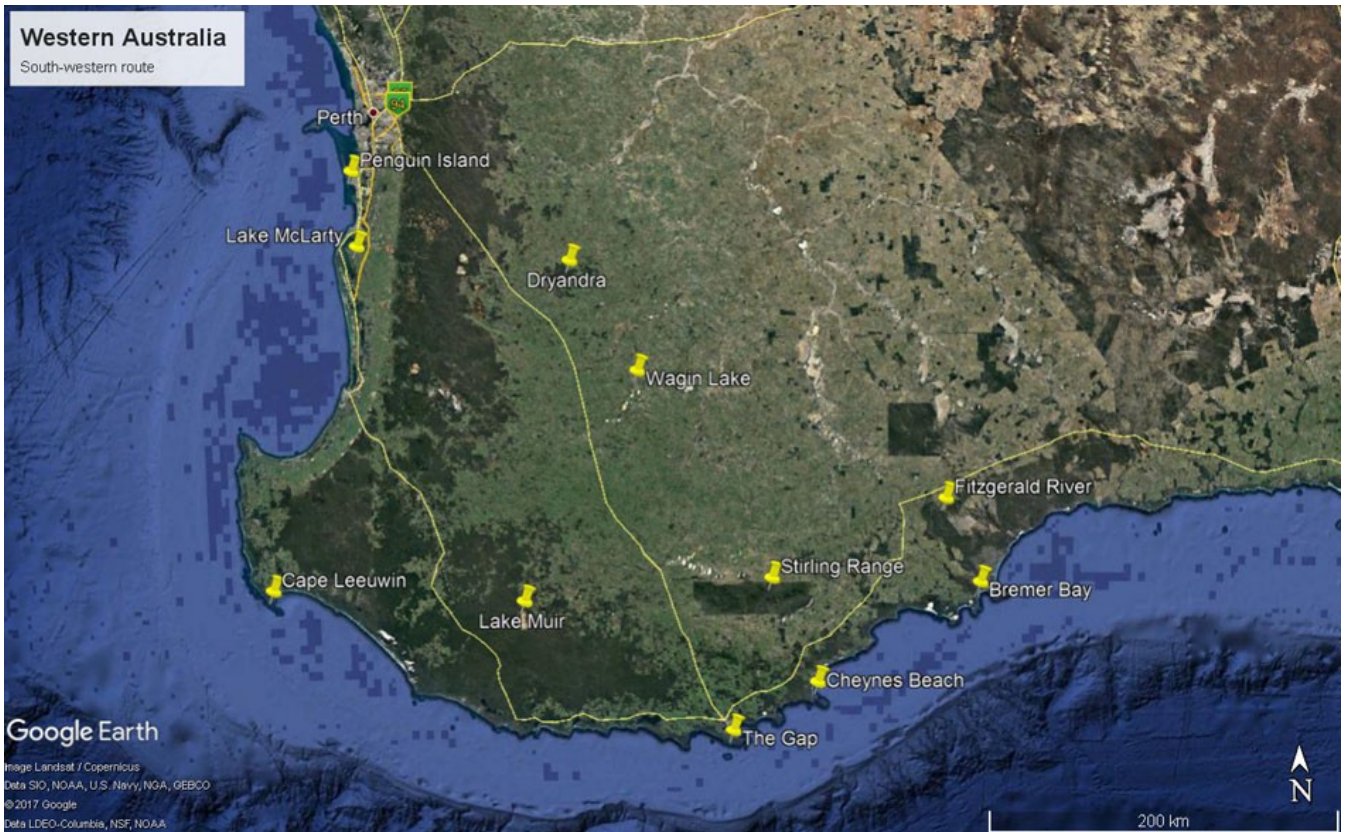 Western Australia
South-western route
94
Perth
Penguin Island
Lake McLarty
Dryandra
Wagin Lake
Fitzgerald River
Stirling Range
Cape Leeuwin
Bremer Bay
Lake Muir
Cheynes Beach
The Gap
Google Earth
Image Landsat / Copernicus
Data SIO, NOAA, U.S. Navy, NGA, GEBCO
©2017 Google
Data LDEO-Columbia, NSF, NOAA
N
200 km